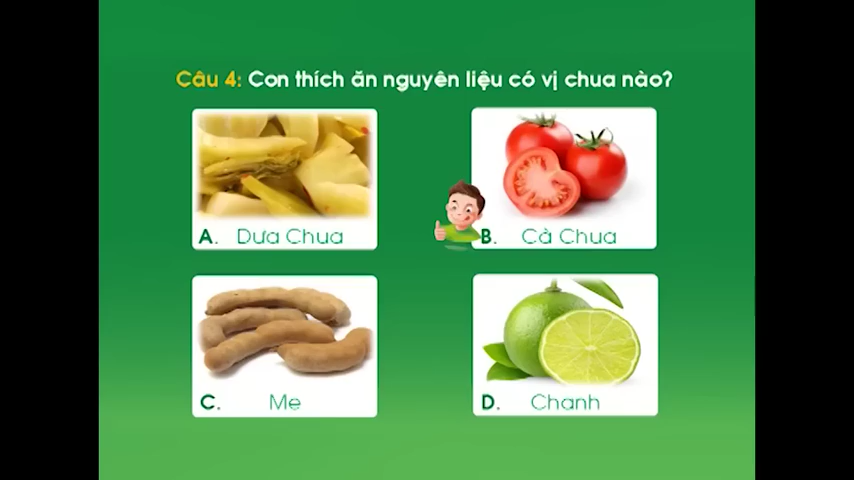 Câu 4: Con thích ăn nguyên liệu có vị chua nào?
A. Dưa Chua
B. Cà Chua
C. Me
D. Chanh